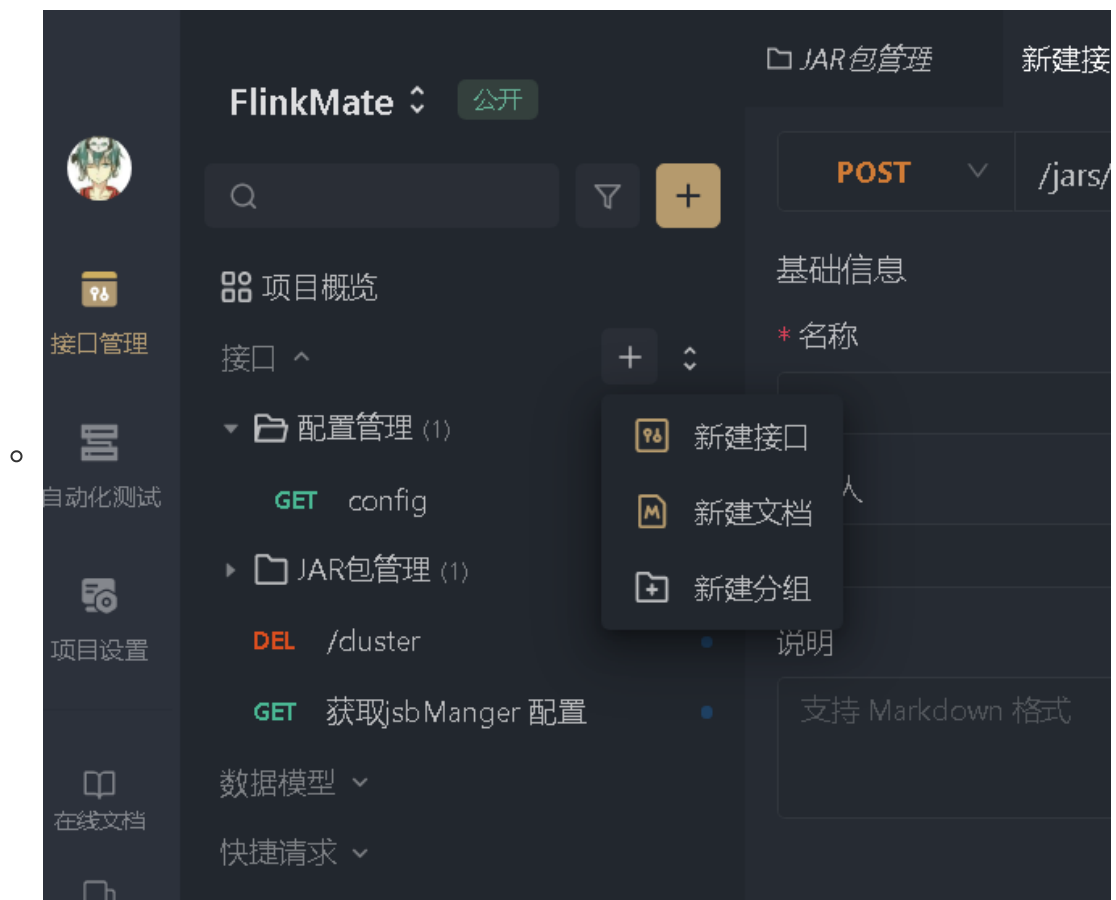 。
接口管理
自动化测试
项目设置
在线文档
FlinkMate 公开
项目概览
接口
配置管理 (1)
GET config
JAR包管理 (1)
DEL /cluster
GET 获取jsbManger 配置
数据模型
快捷请求
新建接口
新建文档
新建分组
JAR包管理 新建接
POST /jars/
基础信息
* 名称
人
说明
支持 Markdown 格式